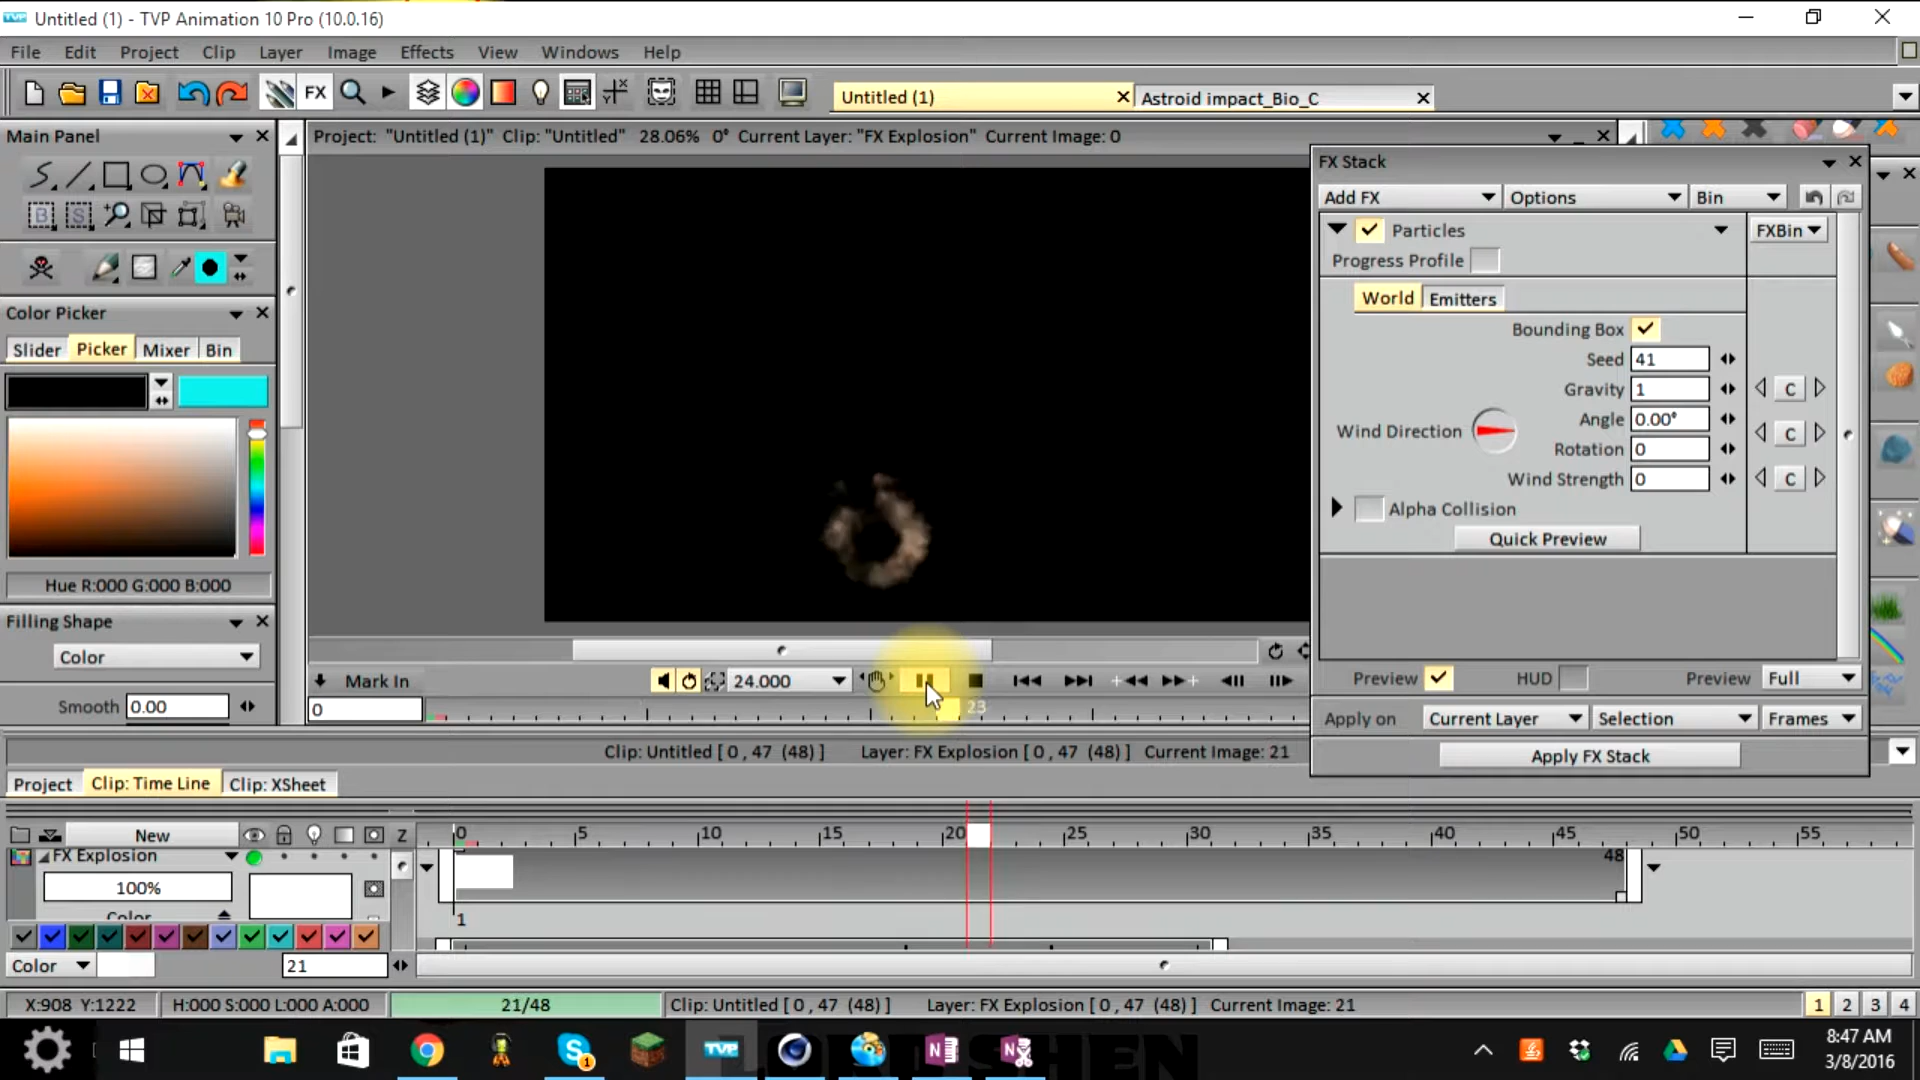 TVP Untitled (1) - TVP Animation 10 Pro (10.0.16)
File Edit Project Clip Layer Image Effects View Windows Help
FX Untitled (1) Astroid impact_Bio_C
Main Panel
Project: "Untitled (1)" Clip: "Untitled" 28.06% 0° Current Layer: "FX Explosion" Current Image: 0
FX Stack
Add FX Options Bin
Particles FXBin
Progress Profile
World Emitters
Bounding Box
Seed 41
Gravity 1 C
Wind Direction Angle 0.00° C
Rotation 0
Wind Strength 0 C
Alpha Collision
Quick Preview
Preview HUD Preview Full
Apply on Current Layer Selection Frames
Apply FX Stack
B S
Color Picker
Slider Picker Mixer Bin
Hue R:000 G:000 B:000
Filling Shape
Color
Smooth 0.00
Mark In 24.000
0 23
Clip: Untitled [ 0 , 47 (48) ] Layer: FX Explosion [ 0 , 47 (48) ] Current Image: 21
Project Clip: Time Line Clip: XSheet
New Z 0 5 10 15 20 25 30 35 40 45 50 55
FX Explosion 48
100%
Color 1
Color 21
X:908 Y:1222 H:000 S:000 L:000 A:000 21/48 Clip: Untitled [ 0 , 47 (48) ] Layer: FX Explosion [ 0 , 47 (48) ] Current Image: 21 1 2 3 4
TVP N N 8:47 AM
3/8/2016